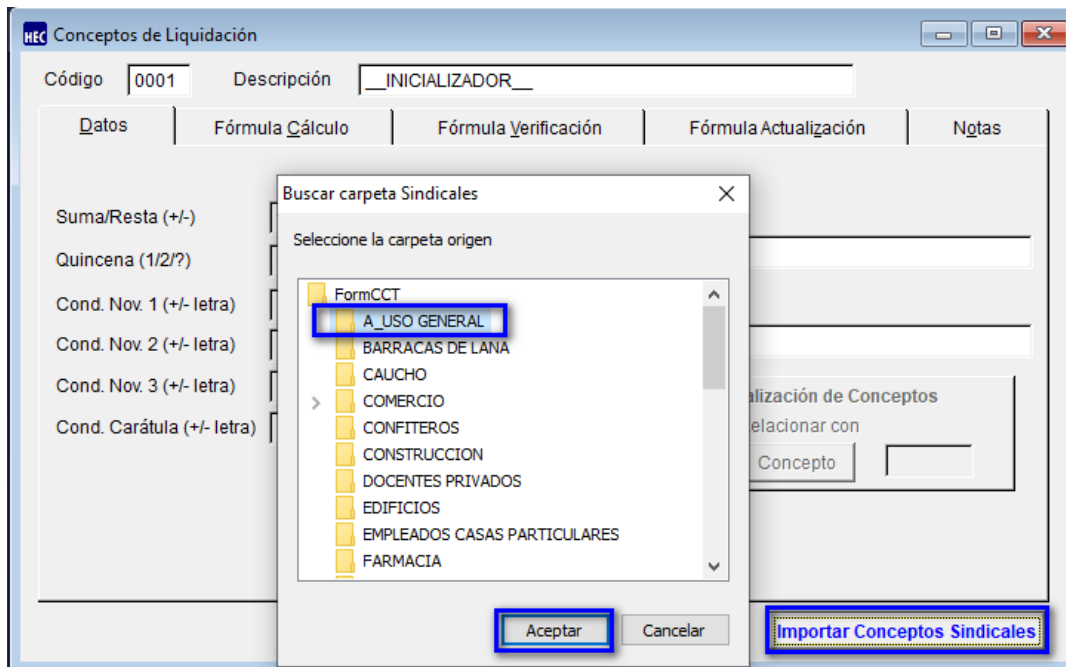 HEC Conceptos de Liquidación
Código 0001 Descripción __INICIALIZADOR__
Datos Fórmula Cálculo Fórmula Verificación Fórmula Actualización Notas
Buscar carpeta Sindicales
Seleccione la carpeta origen
Suma/Resta (+/-)
Quincena (1/2/?)
Cond. Nov. 1 (+/- letra)
Cond. Nov. 2 (+/- letra)
Cond. Nov. 3 (+/- letra)
Cond. Carátula (+/- letra)
FormCCT
A_USO GENERAL
BARRACAS DE LANA
CAUCHO
COMERCIO
CONFITEROS
CONSTRUCCION
DOCENTES PRIVADOS
EDIFICIOS
EMPLEADOS CASAS PARTICULARES
FARMACIA
alización de Conceptos
elacionar con
Concepto
Aceptar Cancelar
Importar Conceptos Sindicales